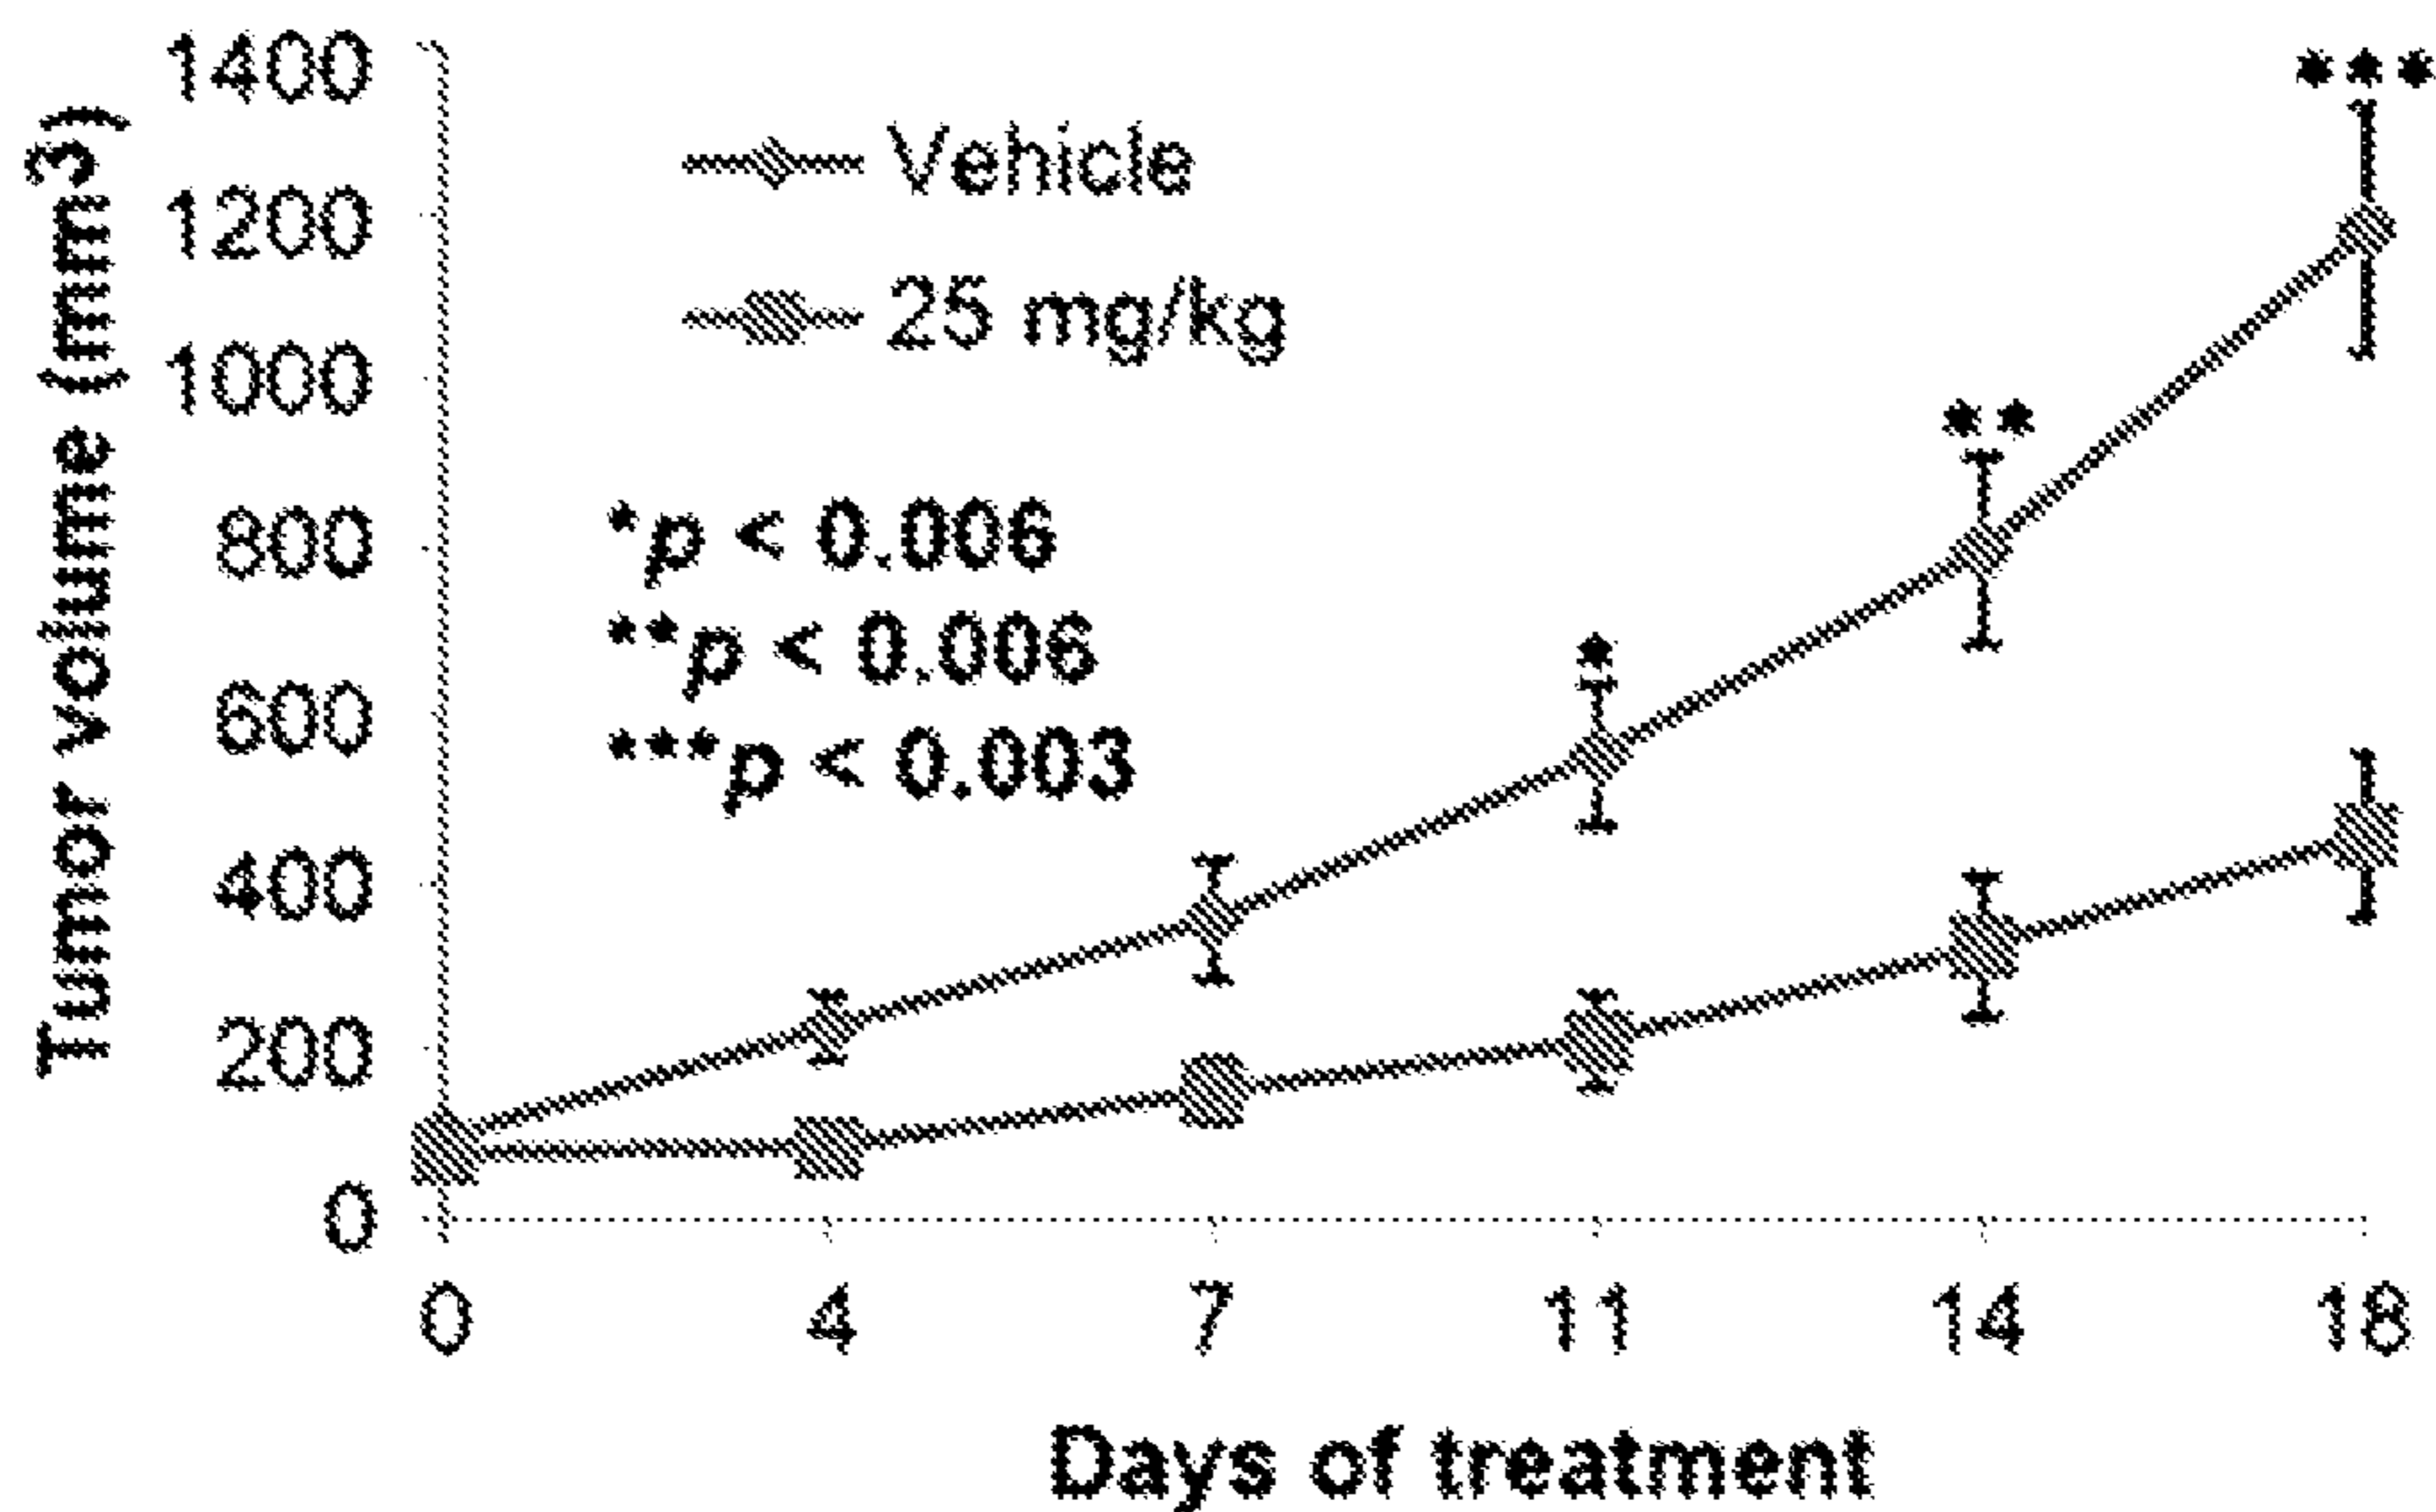 Tumor volume (mm3)
1400
1200
1000
800
600
400
200
0
Vehicle
25 mg/kg
*p < 0.006
**p < 0.006
***p < 0.003
*
**
***
0 4 7 11 14 18
Days of treatment